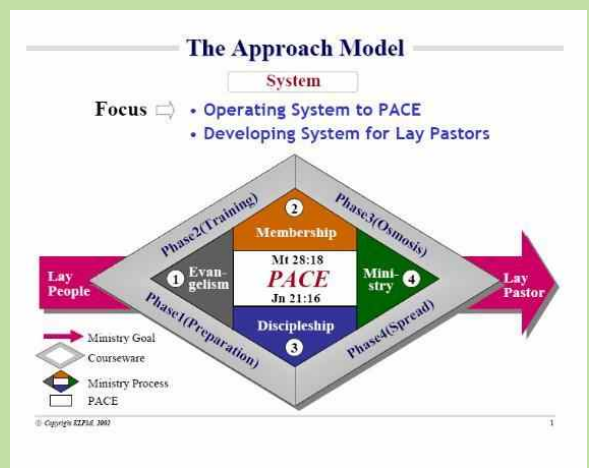 The Approach Model
System
Focus ⇨ • Operating System to PACE
• Developing System for Lay Pastors
Phase2(Training)
Phase3(Osmosis)
2
Membership
Lay
People
1 Evan-
gelism
Mt 28:18
PACE
Jn 21:16
Mini-
stry 4
Lay
Pastor
Discipleship
3
Phase1(Preparation)
Phase4(Spread)
Ministry Goal
Courseware
Ministry Process
PACE
© Copyright
2002
1